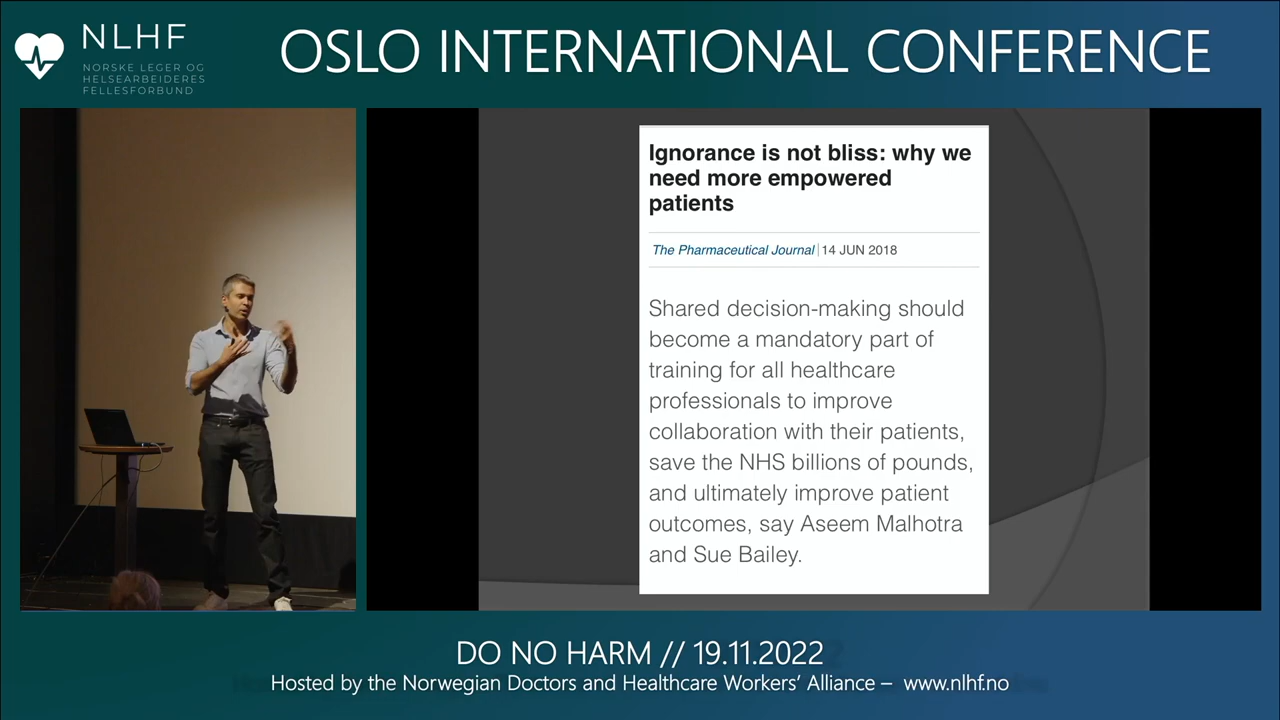 NLHF
NORSKE LEGER OG
HELSEARBEIDERES
FELLESFORBUND
OSLO INTERNATIONAL CONFERENCE
Ignorance is not bliss: why we
need more empowered
patients
The Pharmaceutical Journal | 14 JUN 2018
Shared decision-making should
become a mandatory part of
training for all healthcare
professionals to improve
collaboration with their patients,
save the NHS billions of pounds,
and ultimately improve patient
outcomes, say Aseem Malhotra
and Sue Bailey.
DO NO HARM // 19.11.2022
Hosted by the Norwegian Doctors and Healthcare Workers' Alliance – www.nlhf.no